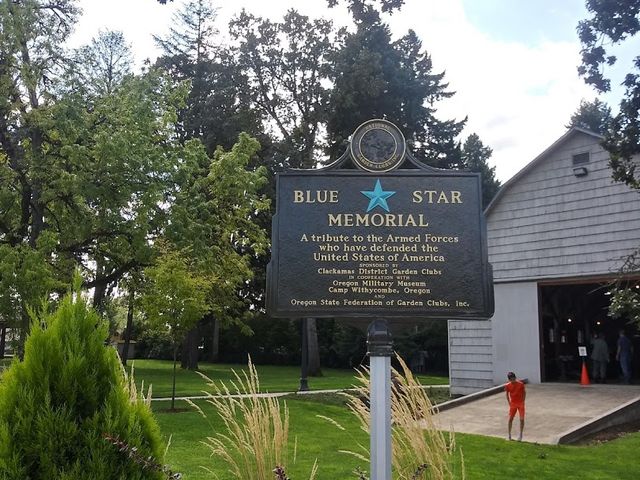 BLUE STAR
MEMORIAL
A tribute to the Armed Forces
who have defended the
United States of America
SPONSORED BY
Clackamas District Garden Clubs
IN COOPERATION WITH
Oregon Military Museum
Camp Withycombe, Oregon
AND
Oregon State Federation of Garden Clubs, Inc.